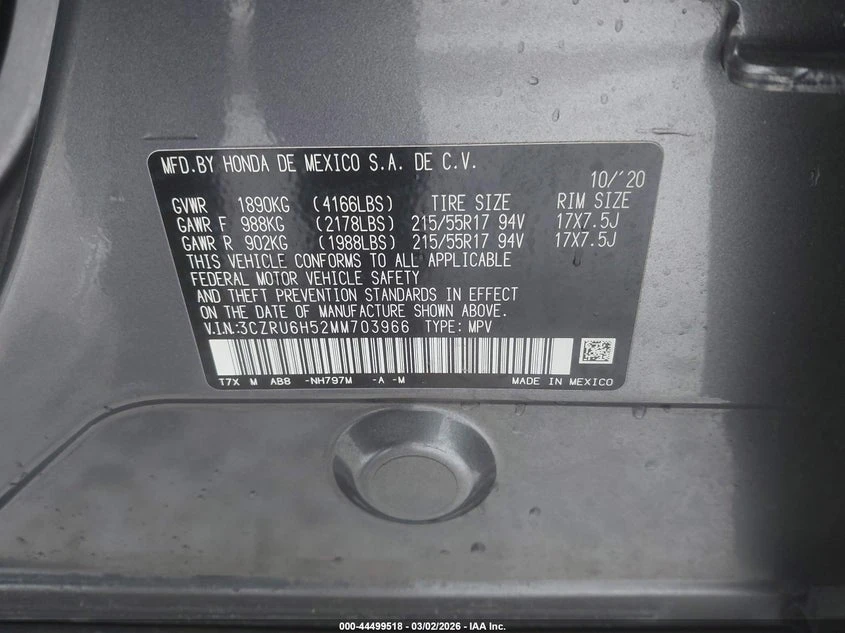 MFD.BY HONDA DE MEXICO S.A. DE C.V.
10/'20
GVWR 1890KG (4166LBS) TIRE SIZE RIM SIZE
GAWR F 988KG (2178LBS) 215/55R17 94V 17X7.5J
GAWR R 902KG (1988LBS) 215/55R17 94V 17X7.5J
THIS VEHICLE CONFORMS TO ALL APPLICABLE
FEDERAL MOTOR VEHICLE SAFETY
AND THEFT PREVENTION STANDARDS IN EFFECT
ON THE DATE OF MANUFACTURE SHOWN ABOVE.
V.I.N:3CZRU6H52MM703966 TYPE: MPV
T7X M AB8 -NH797M -A -M MADE IN MEXICO
000-44499518 - 03/02/2026 - IAA Inc.